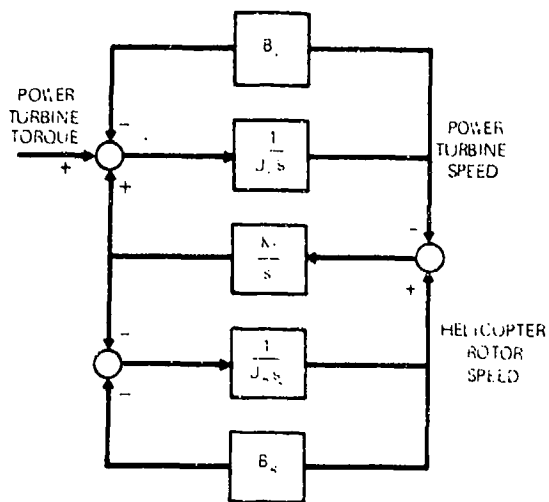 B
POWER
TURBINE
TORQUE
−
+
+
1
J s
POWER
TURBINE
SPEED
K
s
−
+
HELICOPTER
ROTOR
SPEED
−
−
1
J s
B